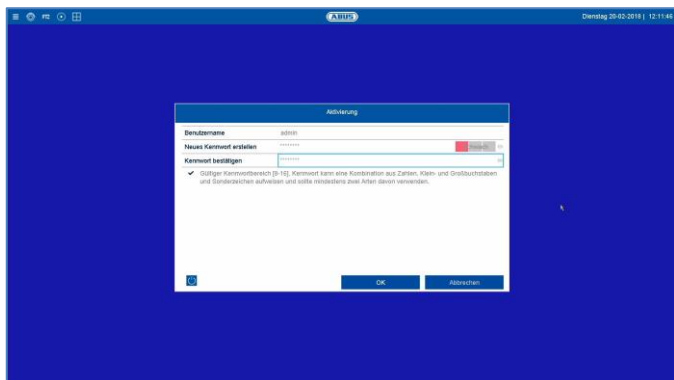 ABUS
Dienstag 20-02-2018 | 12:11:46
Aktivierung
Benutzername admin
Neues Kennwort erstellen ********
Kennwort bestätigen ********
Gültiger Kennwortbereich [8-16]. Kennwort kann eine Kombination aus Zahlen, Klein- und Großbuchstaben
und Sonderzeichen aufweisen und sollte mindestens zwei Arten davon verwenden.
OK Abbrechen